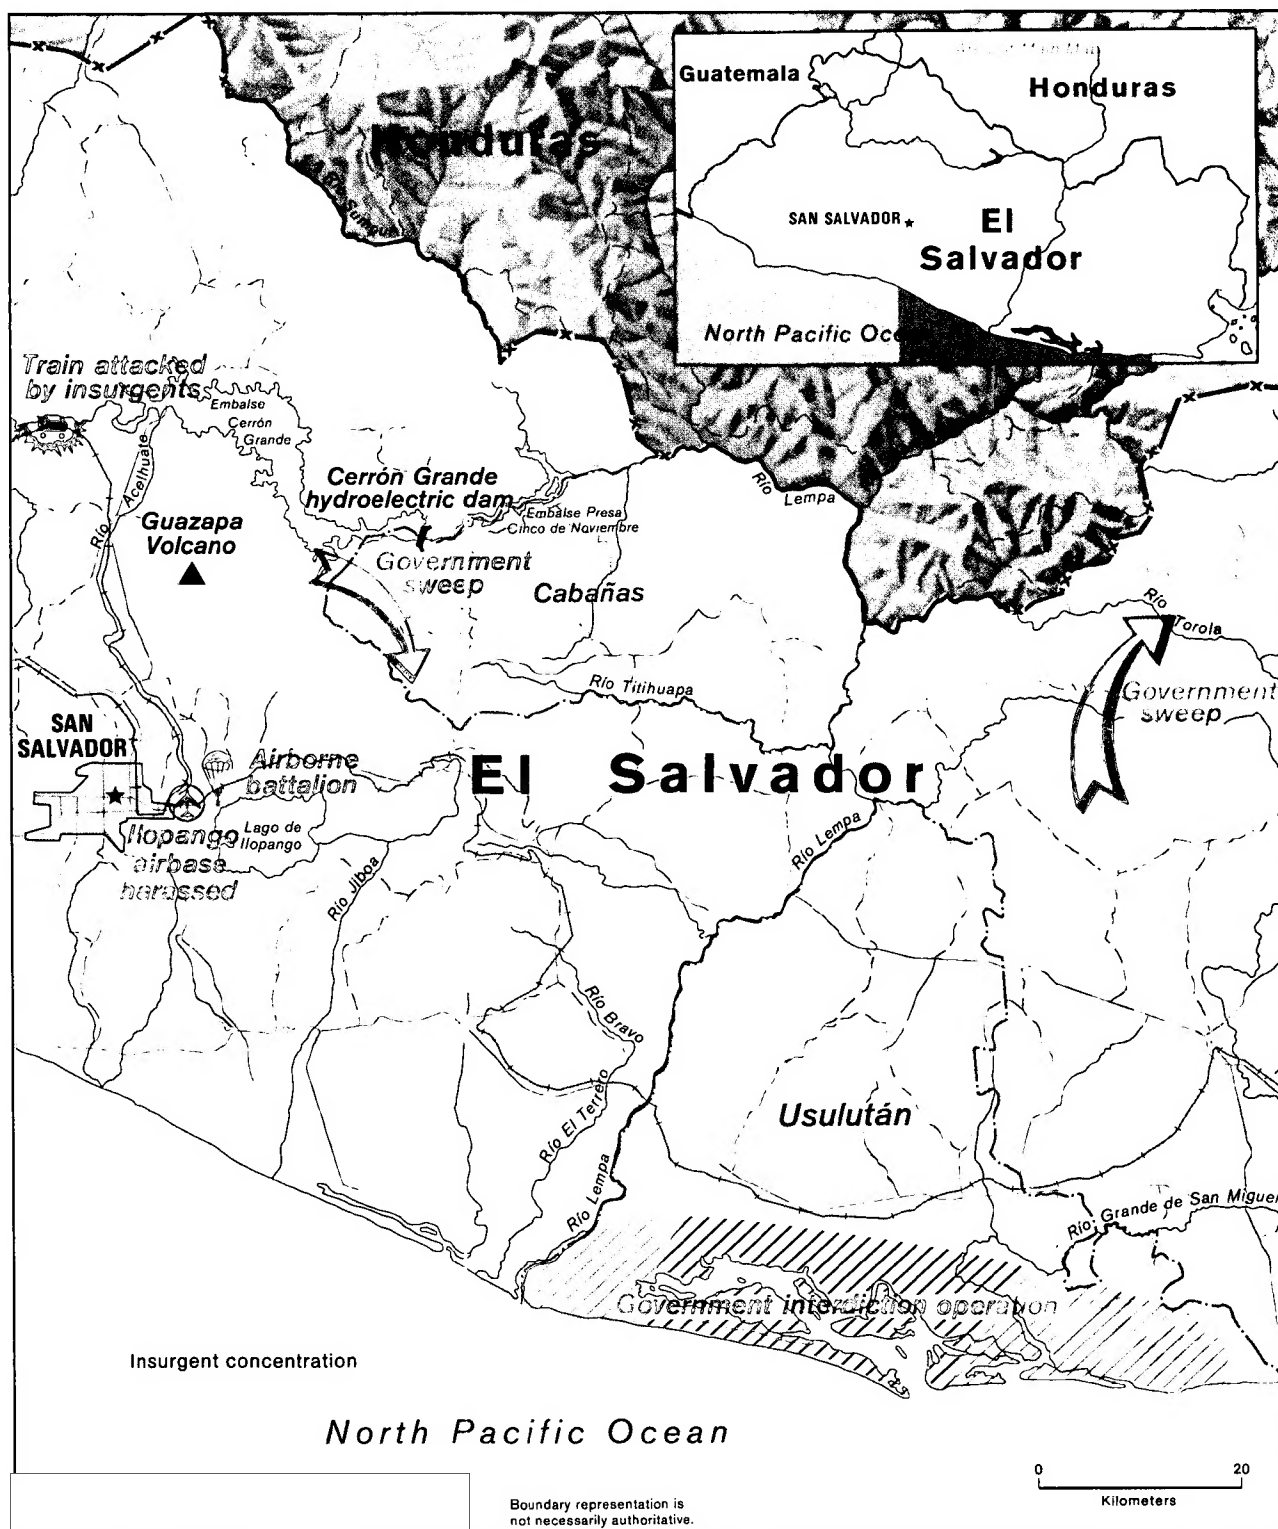 Guatemala
Honduras
SAN SALVADOR
El
Salvador
North Pacific Oce
Honduras
Train attacked
by insurgents
Embalse
Cerrón
Grande
Río Acelhuate
Cerrón Grande
hydroelectric dam
Embalse Presa
Cinco de Noviembre
Río Lempa
Guazapa
Volcano
Government
sweep
Cabañas
Río Torola
Río Titihuapa
Government
sweep
SAN
SALVADOR
Airborne
battalion
El Salvador
Ilopango
airbase
harassed
Lago de
Ilopango
Río Jiboa
Río Lempa
Río Bravo
Río El Terrero
Usulután
Río Lempa
Río Grande de San Miguel
Government interdiction operation
Insurgent concentration
North Pacific Ocean
0 20
Kilometers
Boundary representation is
not necessarily authoritative.